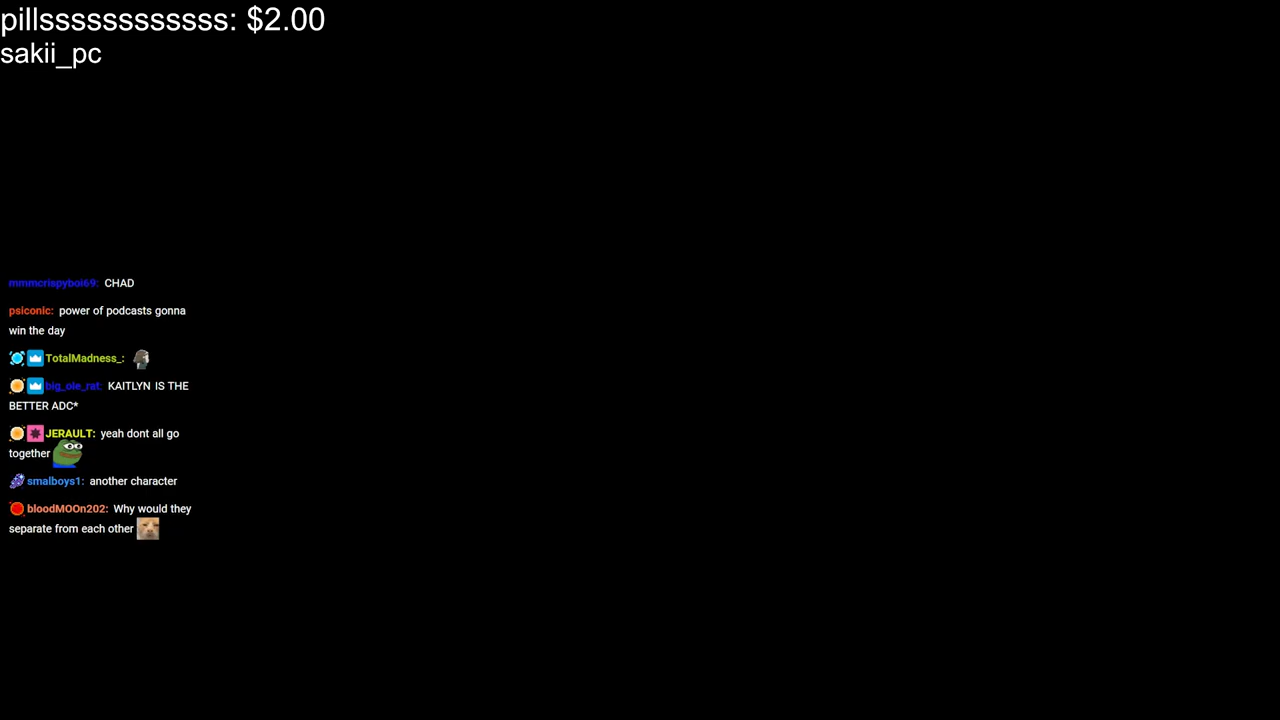 pillssssssssssss: $2.00
sakii_pc
mmmcrispyboi69: CHAD
psiconic: power of podcasts gonna
win the day
TotalMadness_:
big_ole_rat: KAITLYN IS THE
BETTER ADC*
JERAULT: yeah dont all go
together
smalboys1: another character
bloodMOOn202: Why would they
separate from each other